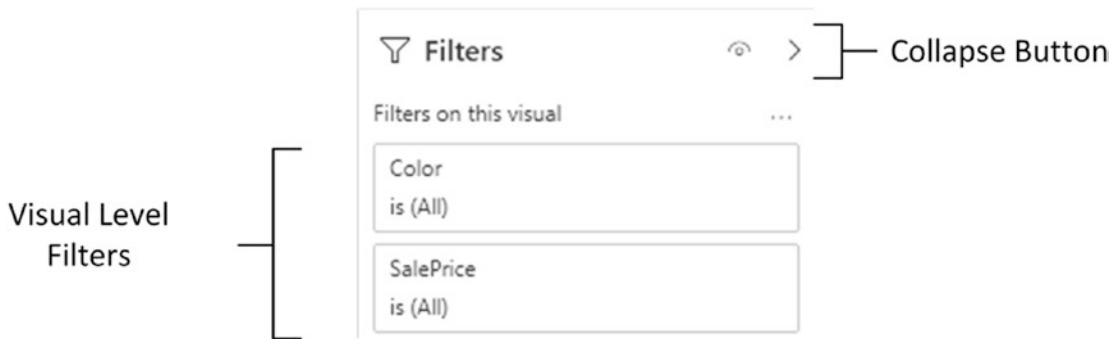 Filters
Collapse Button
Filters on this visual
...
Color
is (All)
Visual Level
Filters
SalePrice
is (All)